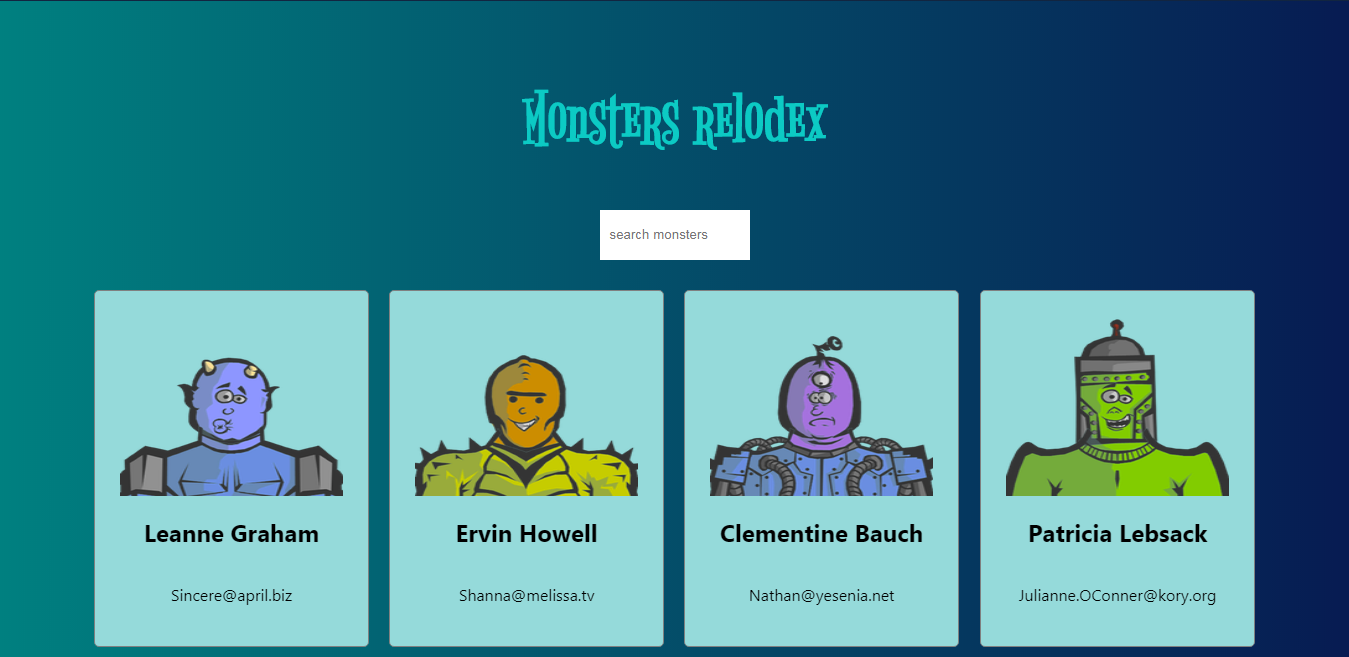 Monsters relodex
search monsters
Leanne Graham
Sincere@april.biz
Ervin Howell
Shanna@melissa.tv
Clementine Bauch
Nathan@yesenia.net
Patricia Lebsack
Julianne.OConner@kory.org